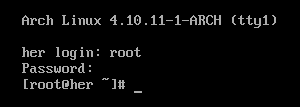 Arch Linux 4.10.11-1-ARCH (tty1)
her login: root
Password:
[root@her ~]# _